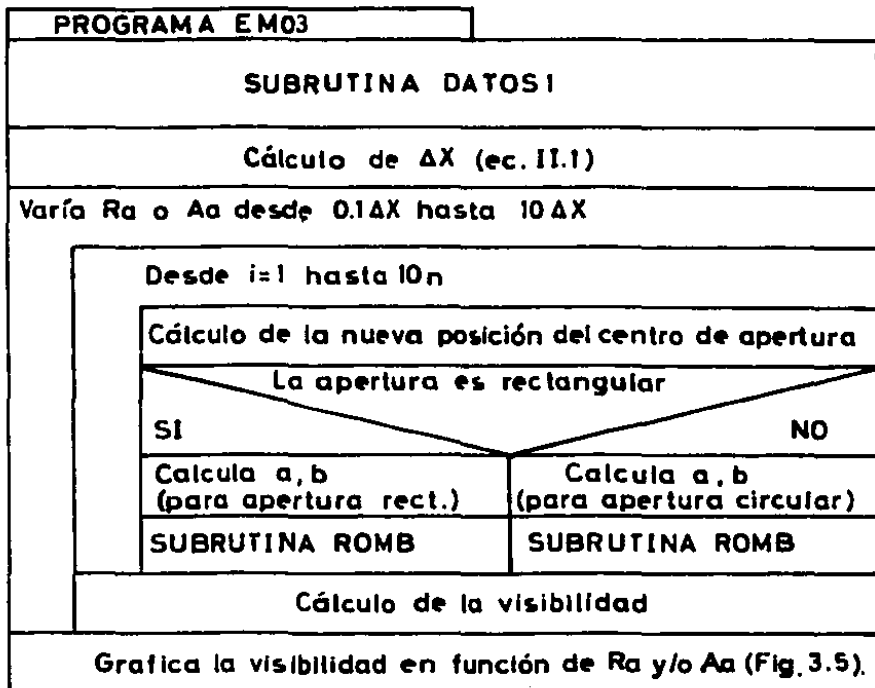 PROGRAMA EM03
SUBRUTINA DATOS1
Cálculo de ΔX (ec. II.1)
Varía Ra o Aa desde 0.1ΔX hasta 10ΔX
Desde i=1 hasta 10n
Cálculo de la nueva posición del centro de apertura
La apertura es rectangular
SI NO
Calcula a,b
(para apertura rect.)
Calcula a,b
(para apertura circular)
SUBRUTINA ROMB
SUBRUTINA ROMB
Cálculo de la visibilidad
Grafica la visibilidad en función de Ra y/o Aa (Fig. 3.5).